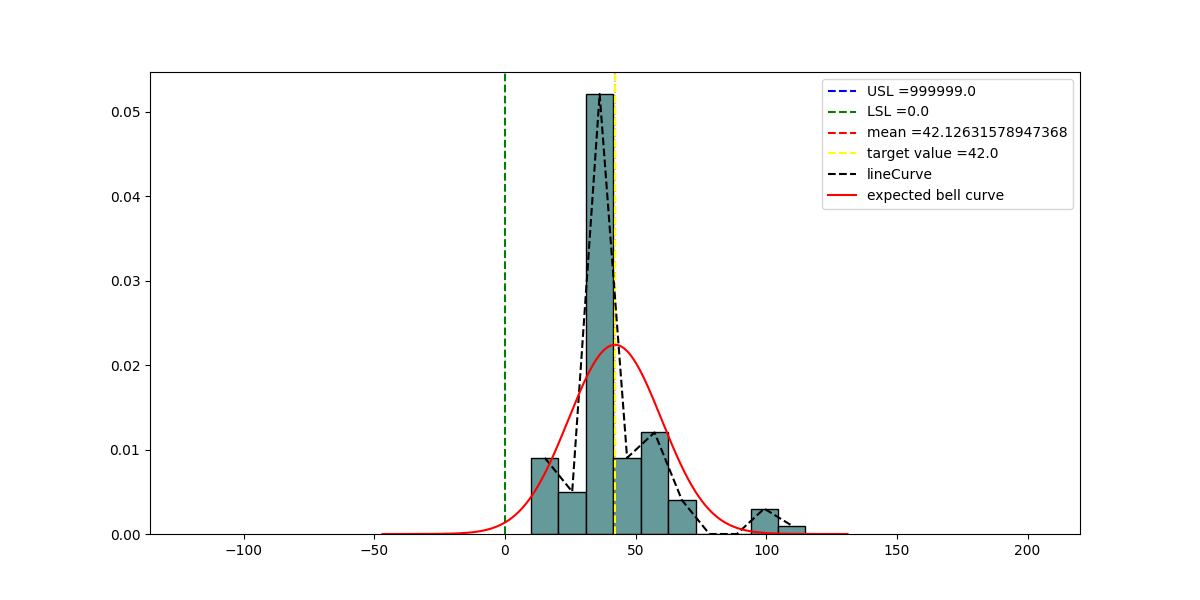 USL =999999.0
LSL =0.0
mean =42.12631578947368
target value =42.0
lineCurve
expected bell curve
0.05
0.04
0.03
0.02
0.01
0.00
−100
−50
0
50
100
150
200